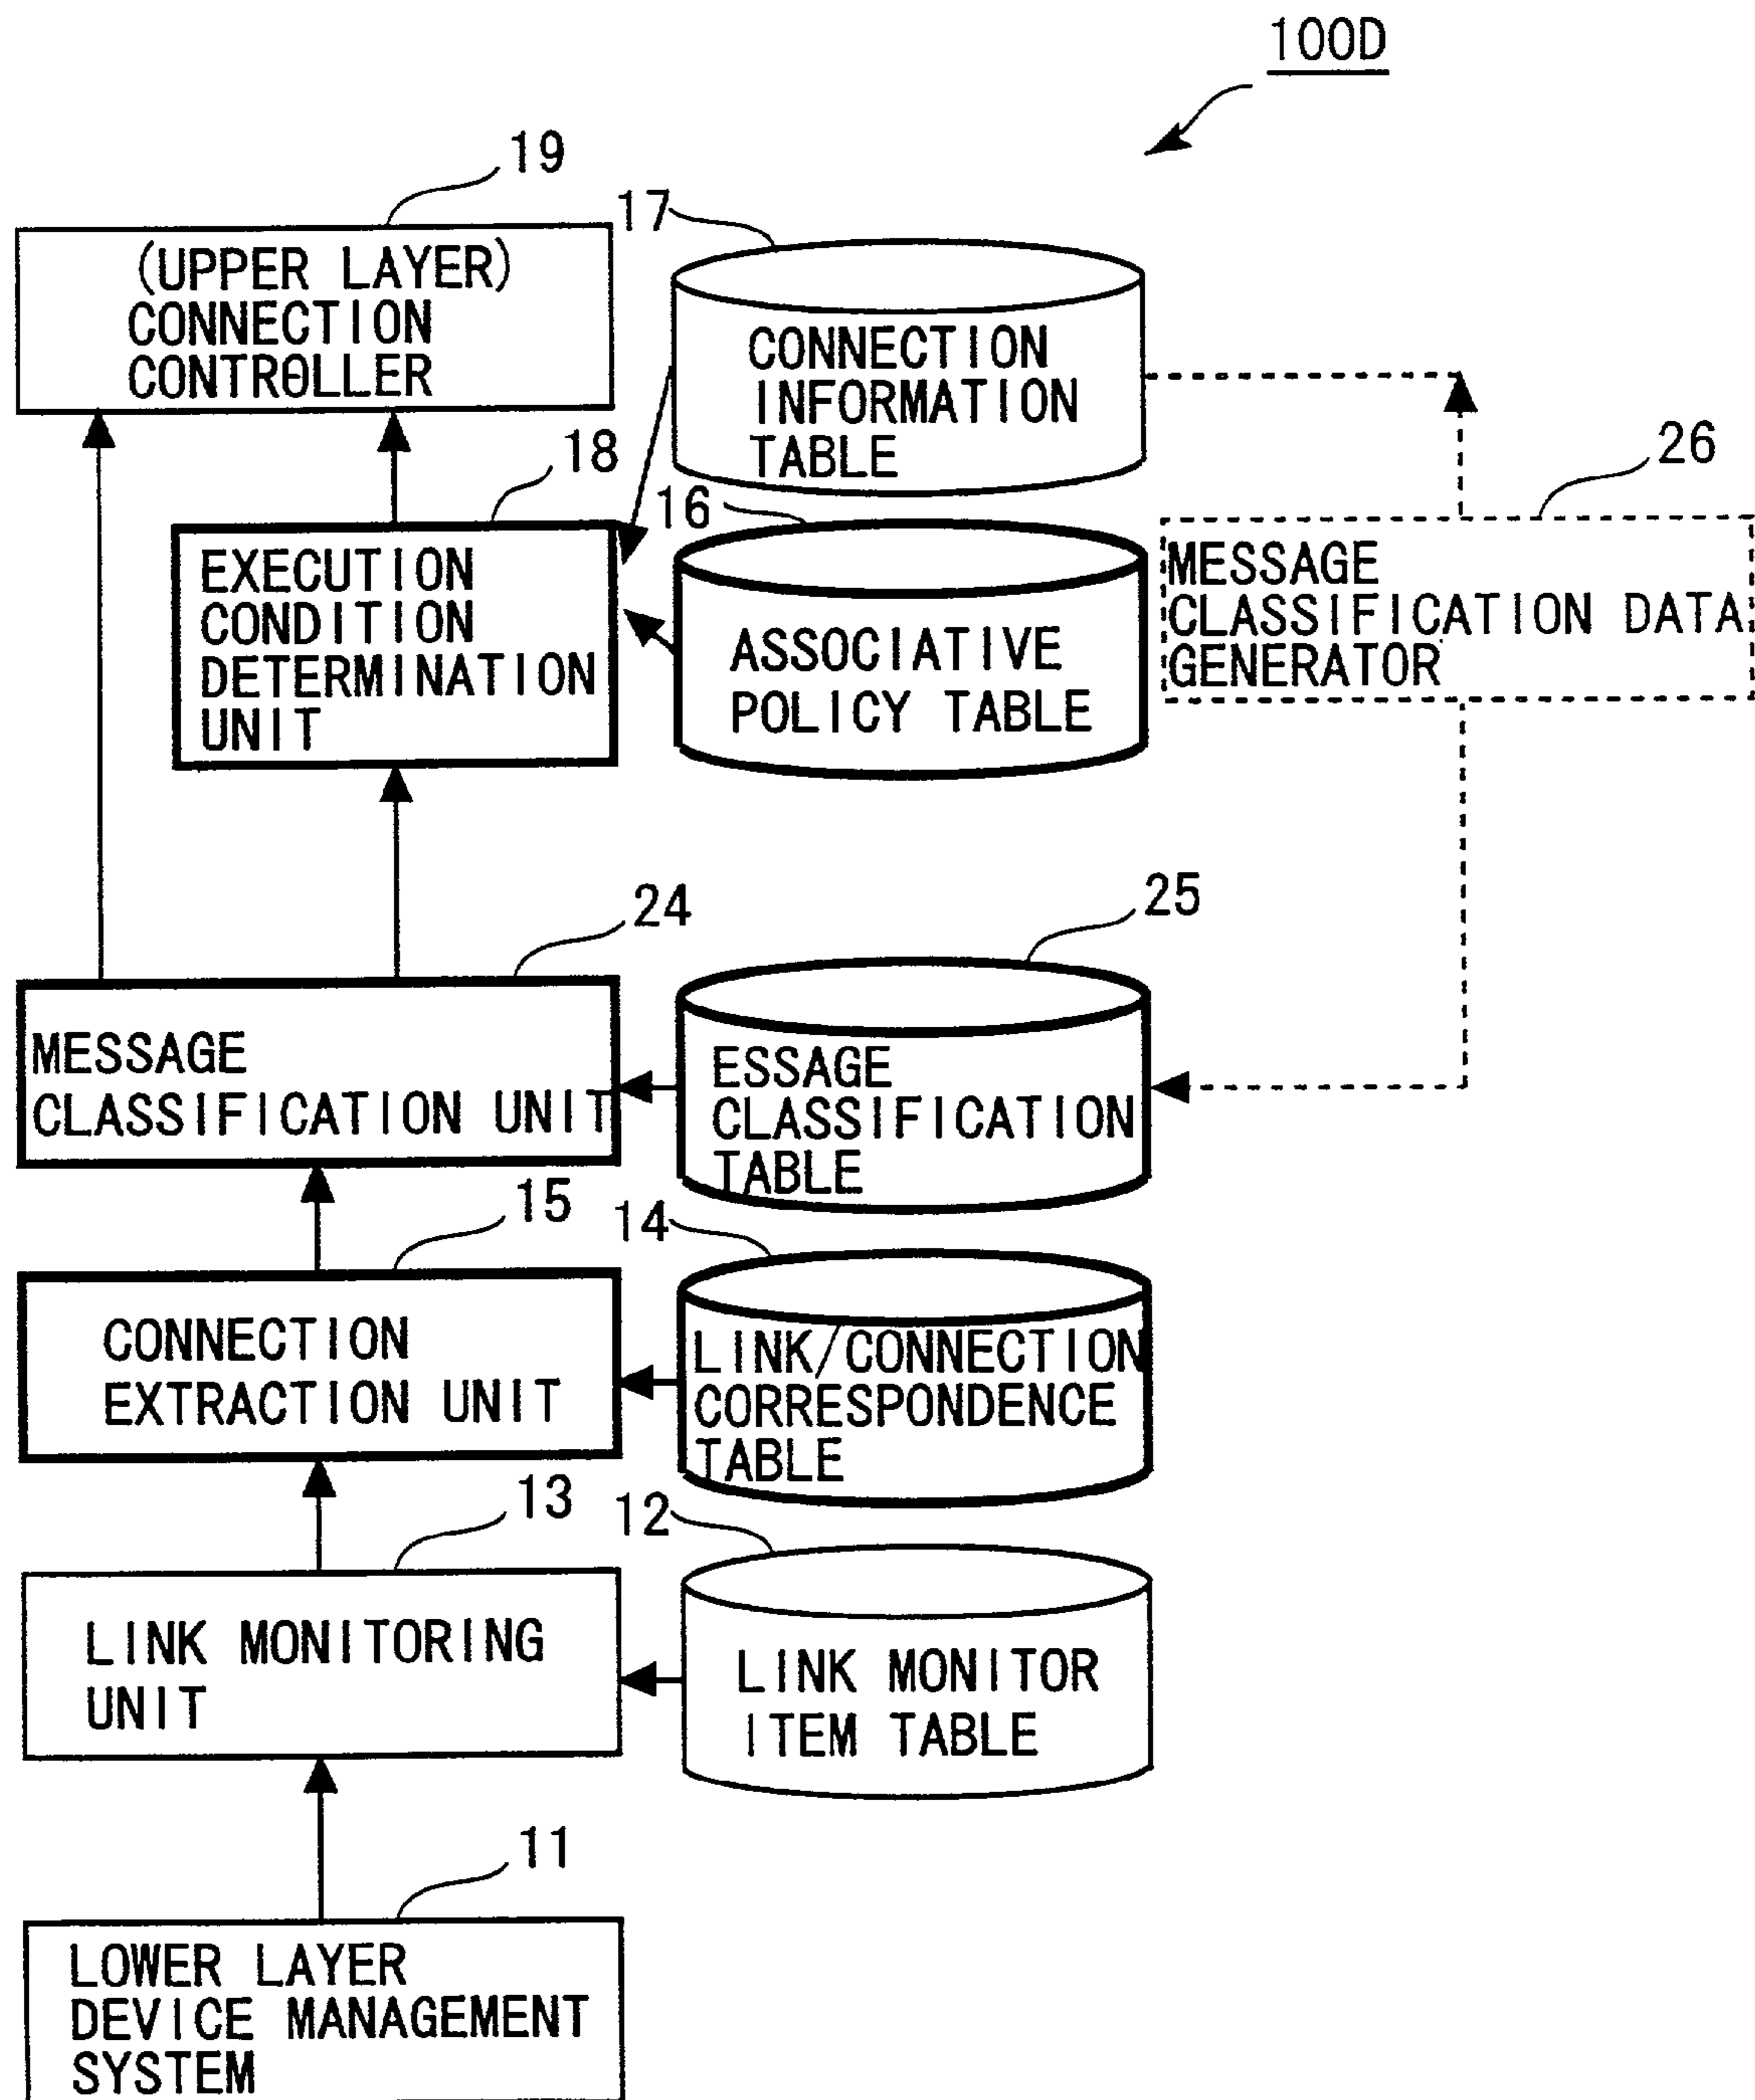 100D
19
(UPPER LAYER)
CONNECTION
CONTROLLER
17
CONNECTION
INFORMATION
TABLE
18
EXECUTION
CONDITION
DETERMINATION
UNIT
16
ASSOCIATIVE
POLICY TABLE
26
MESSAGE
CLASSIFICATION DATA
GENERATOR
24
MESSAGE
CLASSIFICATION UNIT
25
ESSAGE
CLASSIFICATION
TABLE
15
CONNECTION
EXTRACTION UNIT
14
LINK/CONNECTION
CORRESPONDENCE
TABLE
13
LINK MONITORING
UNIT
12
LINK MONITOR
ITEM TABLE
11
LOWER LAYER
DEVICE MANAGEMENT
SYSTEM